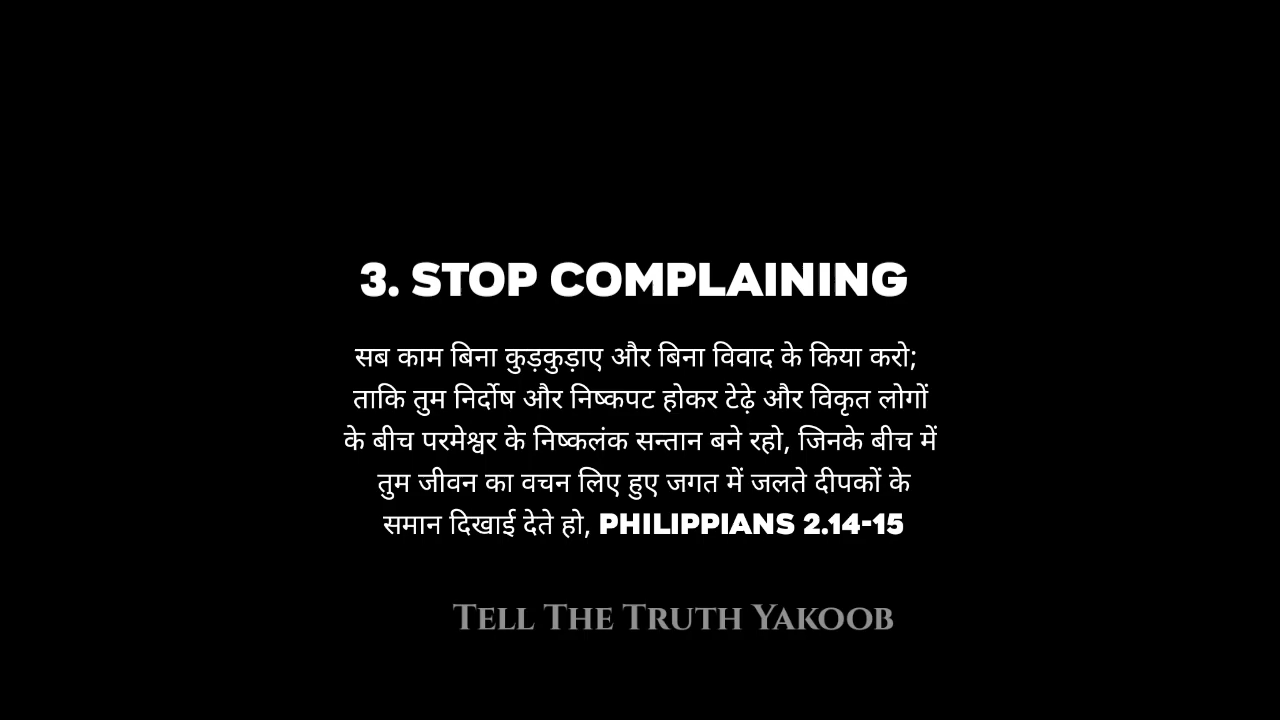 3. STOP COMPLAINING
सब काम बिना कुड़कुड़ाए और बिना विवाद के किया करो;
ताकि तुम निर्दोष और निष्कपट होकर टेढ़े और विकृत लोगों
के बीच परमेश्वर के निष्कलंक सन्तान बने रहो, जिनके बीच में
तुम जीवन का वचन लिए हुए जगत में जलते दीपकों के
समान दिखाई देते हो, PHILIPPIANS 2.14-15
TELL THE TRUTH YAKOOB